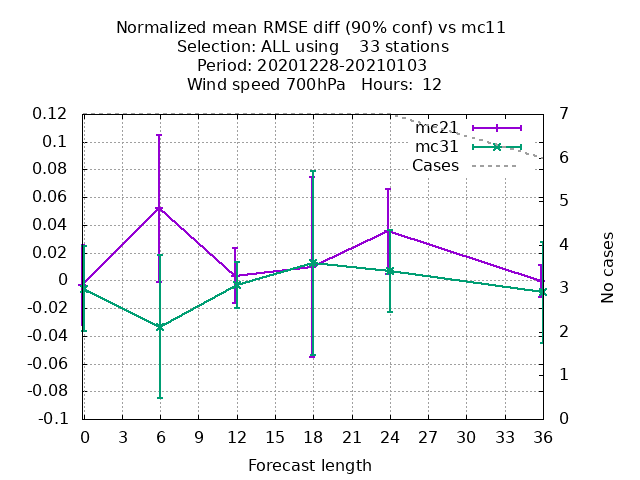 Normalized mean RMSE diff (90% conf) vs mc11
Selection: ALL using    33 stations
Period: 20201228-20210103
Wind speed 700hPa   Hours:  12
0.12
0.1
0.08
0.06
0.04
0.02
0
-0.02
-0.04
-0.06
-0.08
-0.1
mc21
mc31
Cases
7
6
5
4
3
2
1
0
No cases
0 3 6 9 12 15 18 21 24 27 30 33 36
Forecast length